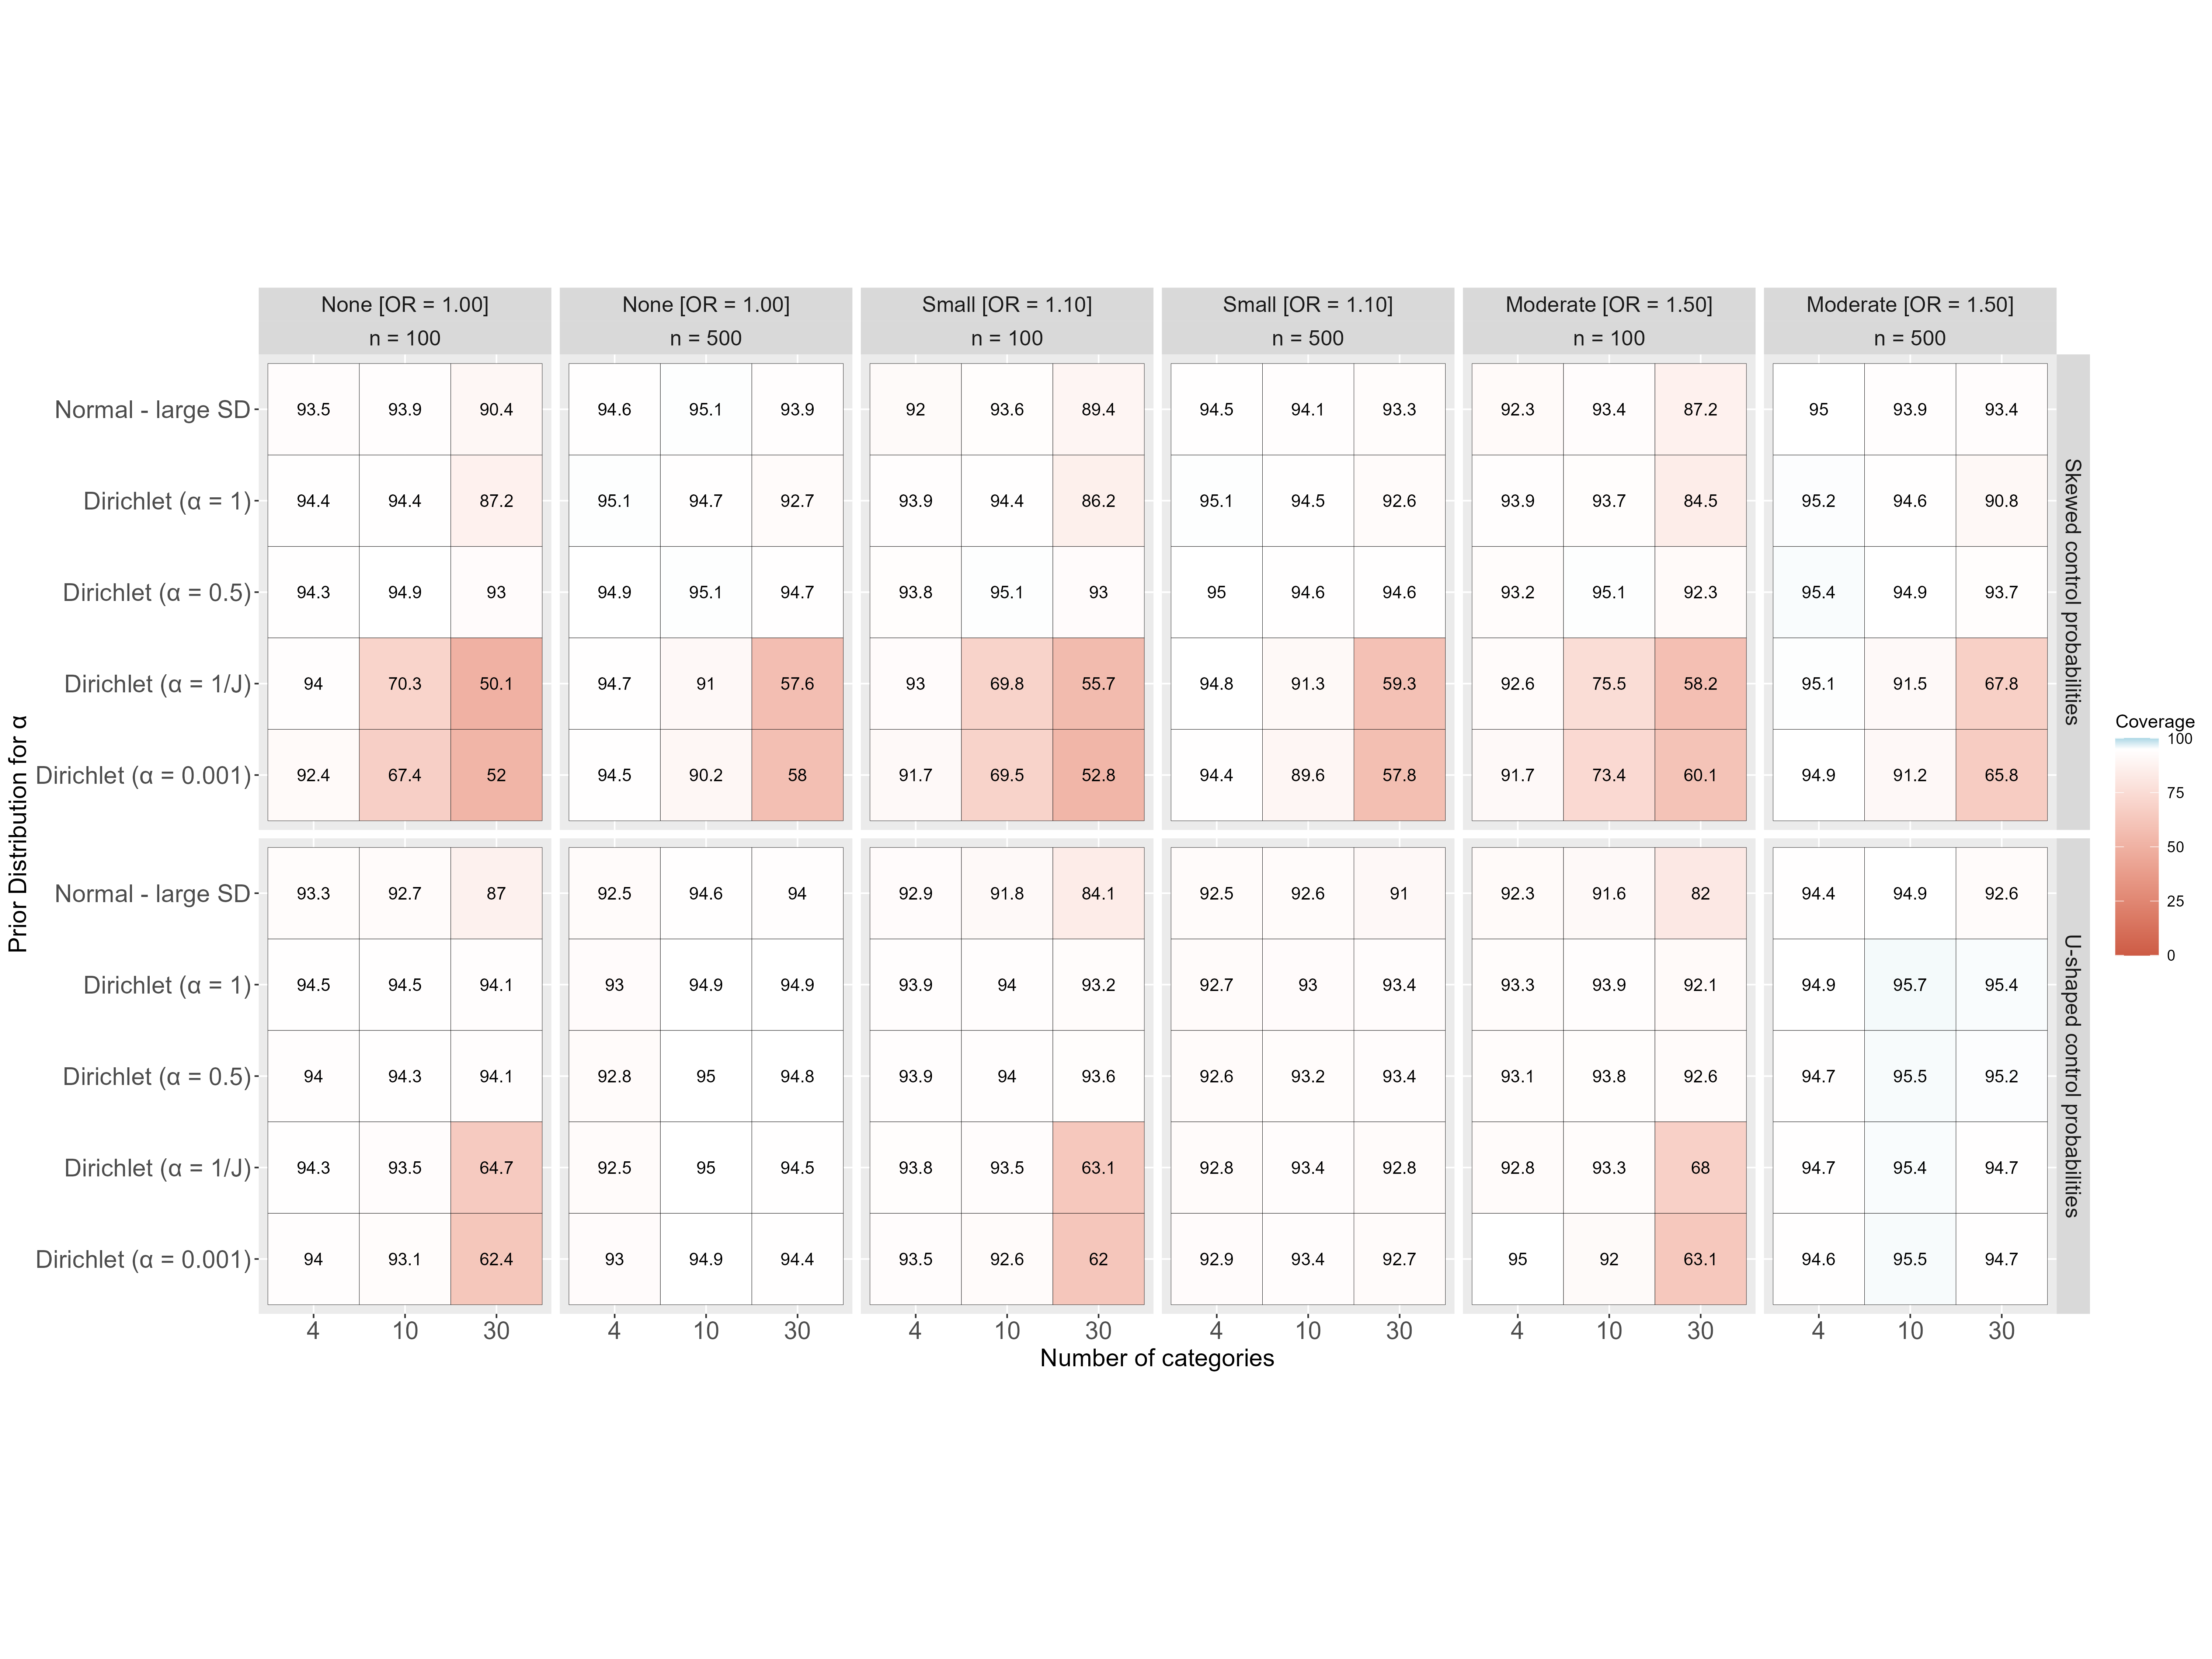 None [OR = 1.00] None [OR = 1.00] Small [OR = 1.10] Small [OR = 1.10] Moderate [OR = 1.50] Moderate [OR = 1.50]
n = 100 n = 500 n = 100 n = 500 n = 100 n = 500
Normal - large SD 93.5 93.9 90.4 94.6 95.1 93.9 92 93.6 89.4 94.5 94.1 93.3 92.3 93.4 87.2 95 93.9 93.4
Dirichlet (α = 1) 94.4 94.4 87.2 95.1 94.7 92.7 93.9 94.4 86.2 95.1 94.5 92.6 93.9 93.7 84.5 95.2 94.6 90.8
Dirichlet (α = 0.5) 94.3 94.9 93 94.9 95.1 94.7 93.8 95.1 93 95 94.6 94.6 93.2 95.1 92.3 95.4 94.9 93.7
Dirichlet (α = 1/J) 94 70.3 50.1 94.7 91 57.6 93 69.8 55.7 94.8 91.3 59.3 92.6 75.5 58.2 95.1 91.5 67.8
Dirichlet (α = 0.001) 92.4 67.4 52 94.5 90.2 58 91.7 69.5 52.8 94.4 89.6 57.8 91.7 73.4 60.1 94.9 91.2 65.8
Skewed control probabilities
Normal - large SD 93.3 92.7 87 92.5 94.6 94 92.9 91.8 84.1 92.5 92.6 91 92.3 91.6 82 94.4 94.9 92.6
Dirichlet (α = 1) 94.5 94.5 94.1 93 94.9 94.9 93.9 94 93.2 92.7 93 93.4 93.3 93.9 92.1 94.9 95.7 95.4
Dirichlet (α = 0.5) 94 94.3 94.1 92.8 95 94.8 93.9 94 93.6 92.6 93.2 93.4 93.1 93.8 92.6 94.7 95.5 95.2
Dirichlet (α = 1/J) 94.3 93.5 64.7 92.5 95 94.5 93.8 93.5 63.1 92.8 93.4 92.8 92.8 93.3 68 94.7 95.4 94.7
Dirichlet (α = 0.001) 94 93.1 62.4 93 94.9 94.4 93.5 92.6 62 92.9 93.4 92.7 95 92 63.1 94.6 95.5 94.7
U-shaped control probabilities
4 10 30 4 10 30 4 10 30 4 10 30 4 10 30 4 10 30
Number of categories
Prior Distribution for α
Coverage
100
75
50
25
0